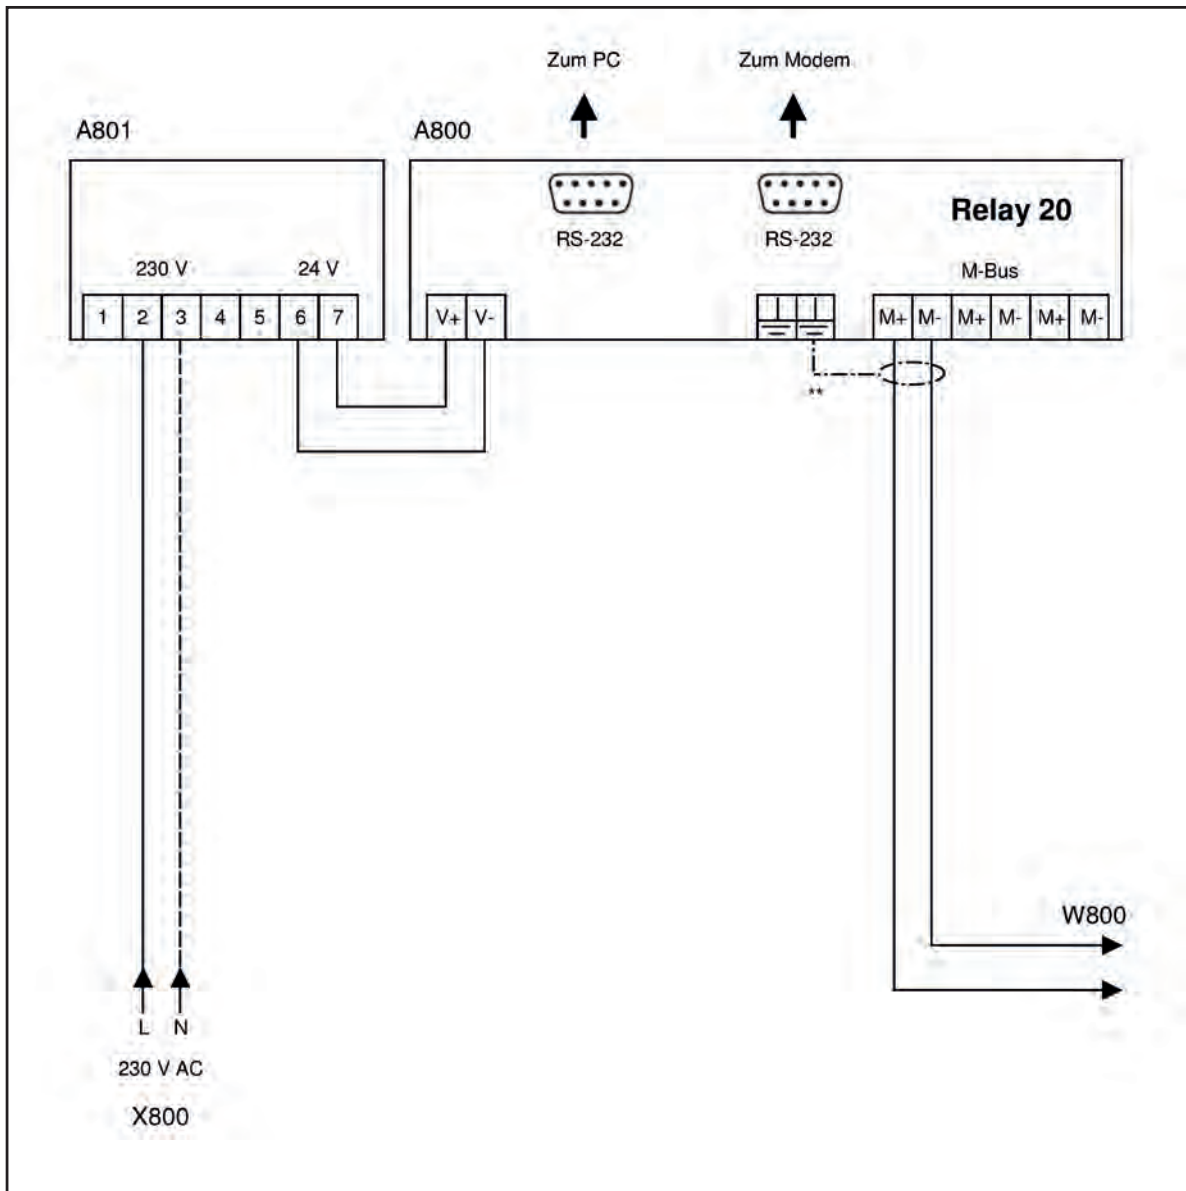 Zum PC
Zum Modem
A801
A800
Relay 20
RS-232
RS-232
230 V
24 V
M-Bus
1 2 3 4 5 6 7
V+ V-
M+ M- M+ M- M+ M-
**
W800
L N
230 V AC
X800